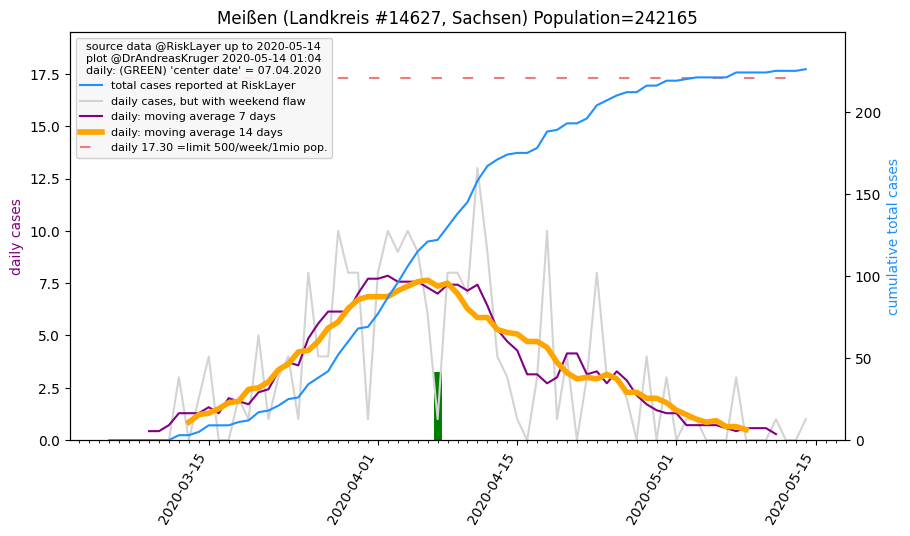 Meißen (Landkreis #14627, Sachsen) Population=242165
source data @RiskLayer up to 2020-05-14
plot @DrAndreasKruger 2020-05-14 01:04
daily: (GREEN) 'center date' = 07.04.2020
total cases reported at RiskLayer
daily cases, but with weekend flaw
daily: moving average 7 days
daily: moving average 14 days
daily 17.30 =limit 500/week/1mio pop.
daily cases
17.5
15.0
12.5
10.0
7.5
5.0
2.5
0.0
200
150
100
50
0
cumulative total cases
2020-03-15
2020-04-01
2020-04-15
2020-05-01
2020-05-15